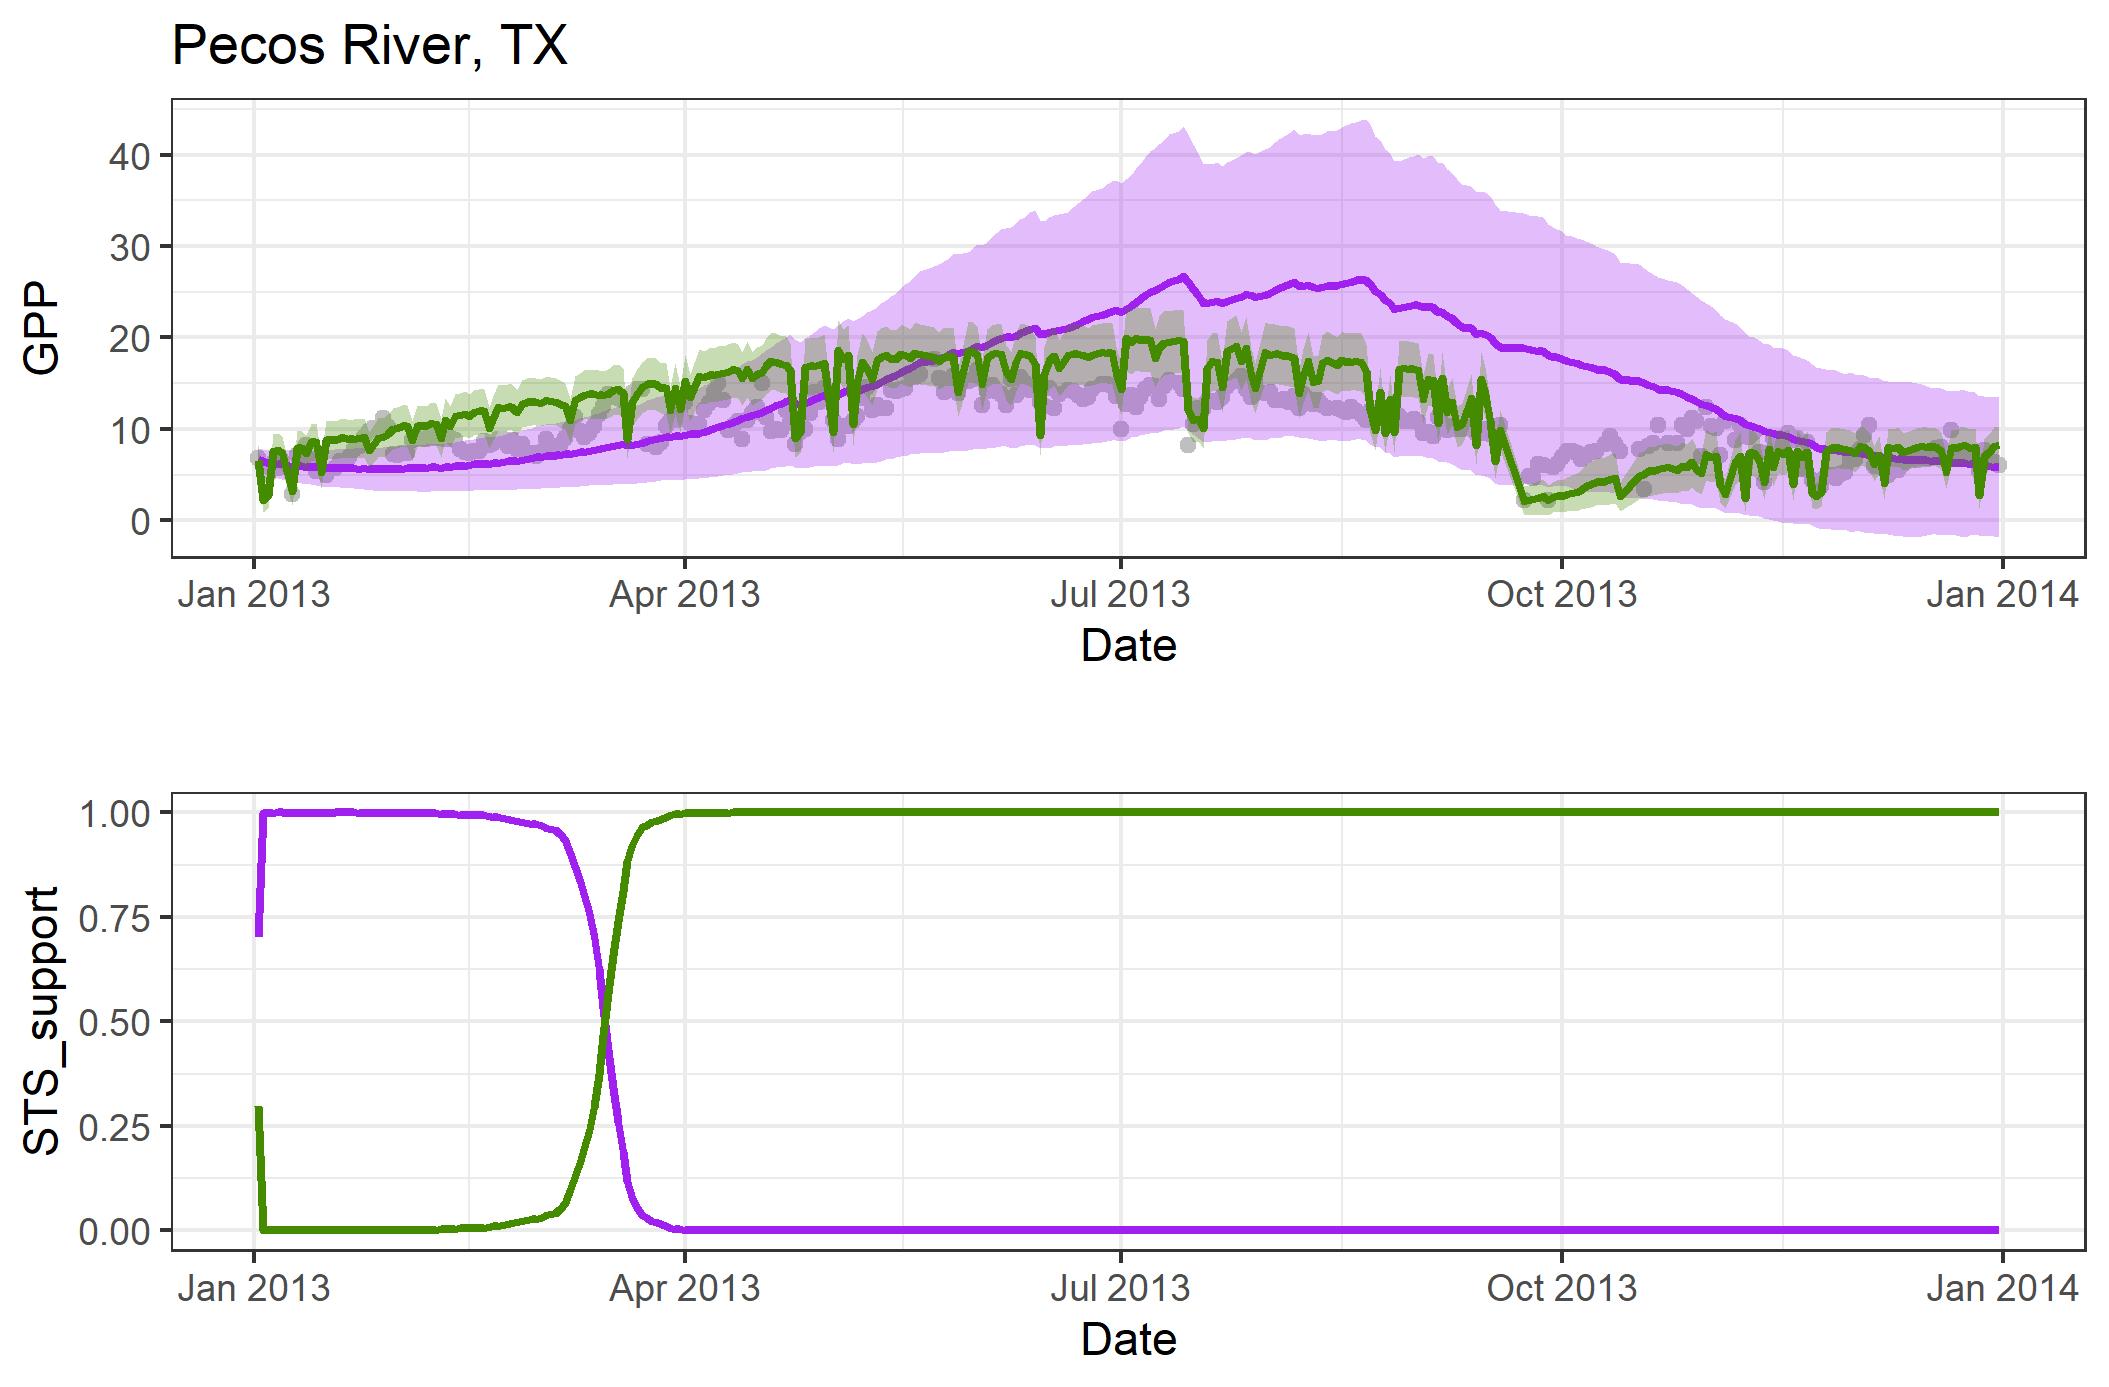 Pecos River, TX
GPP
40
30
20
10
0
Jan 2013 Apr 2013 Jul 2013 Oct 2013 Jan 2014
Date
STS_support
1.00
0.75
0.50
0.25
0.00
Jan 2013 Apr 2013 Jul 2013 Oct 2013 Jan 2014
Date